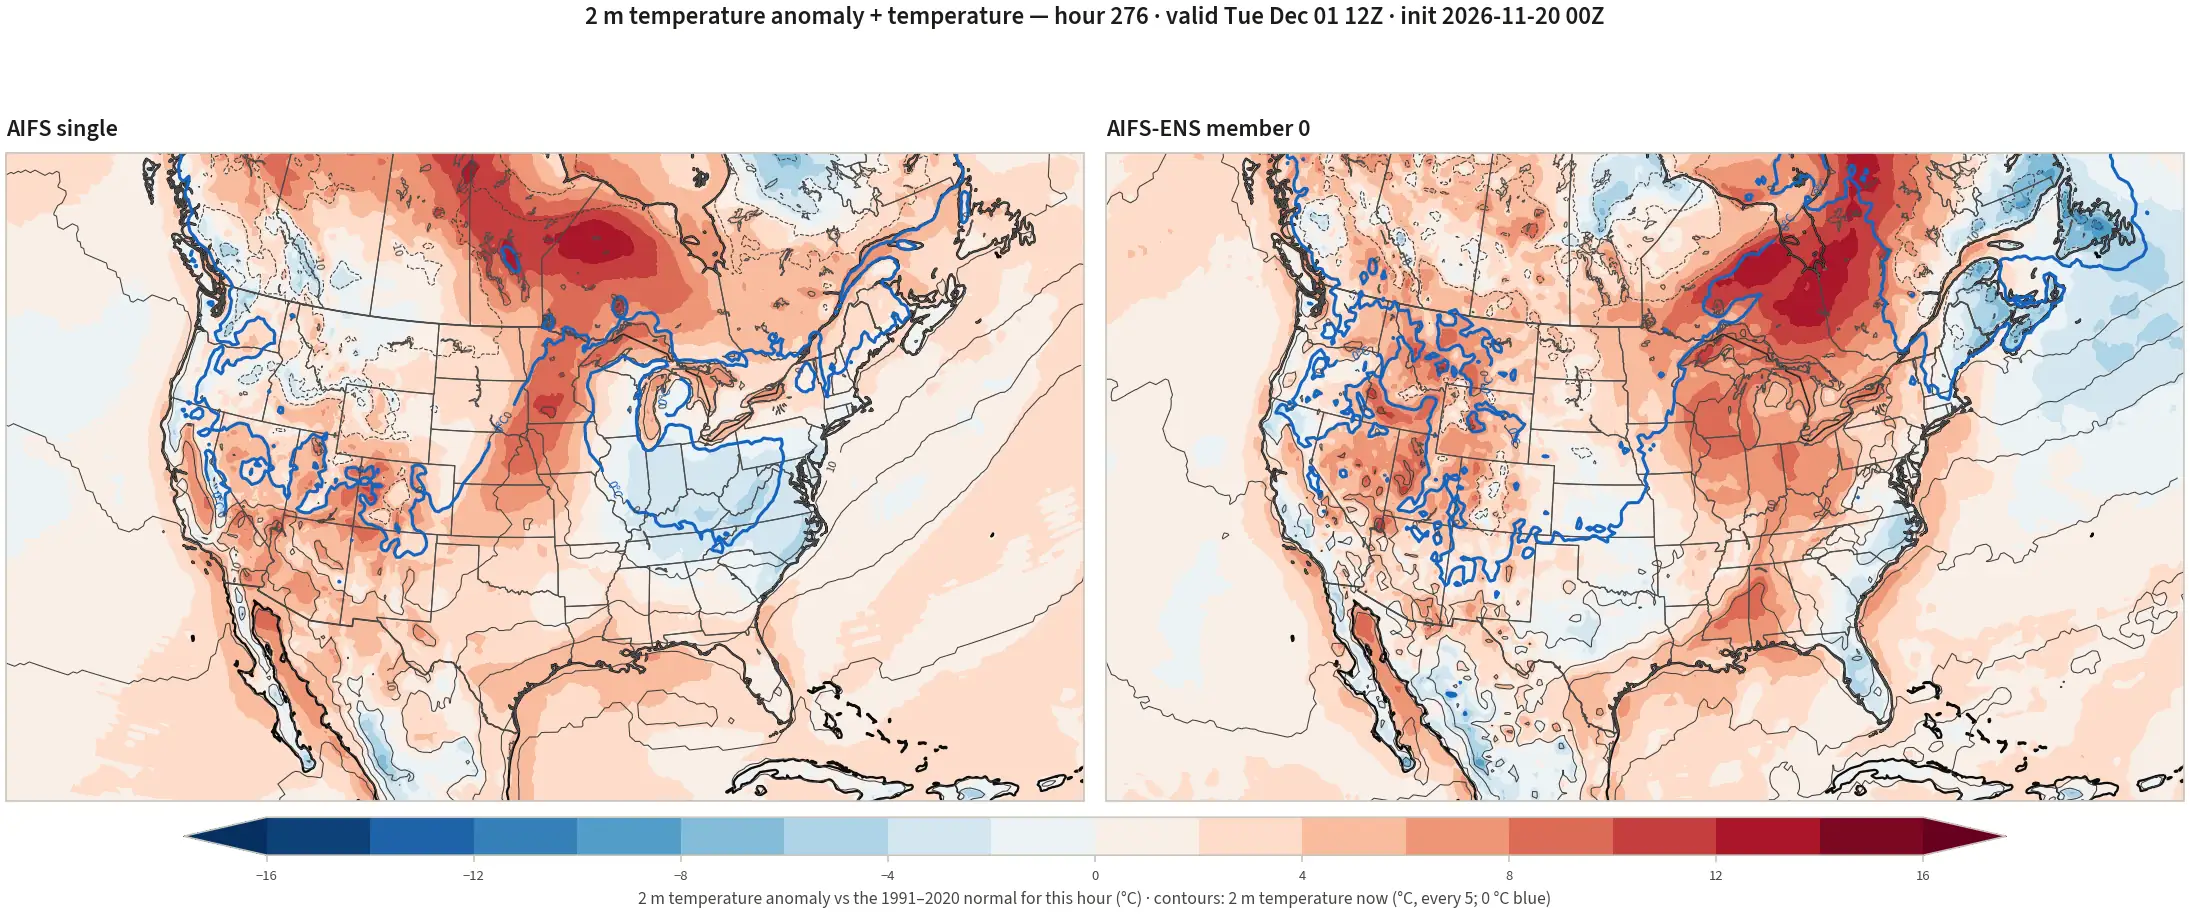 2 m temperature anomaly + temperature — hour 276 · valid Tue Dec 01 12Z · init 2026-11-20 00Z
AIFS single
AIFS-ENS member 0
−16
−12
−8
−4
0
4
8
12
16
2 m temperature anomaly vs the 1991–2020 normal for this hour (°C) · contours: 2 m temperature now (°C, every 5; 0 °C blue)